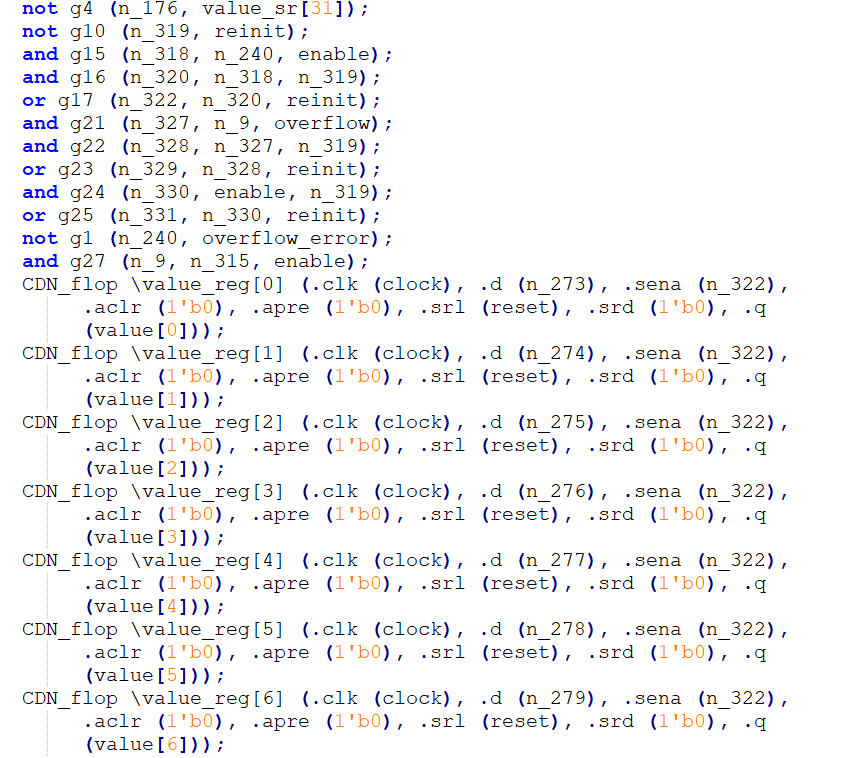 not g4 (n_176, value_sr[31]);
not g10 (n_319, reinit);
and g15 (n_318, n_240, enable);
and g16 (n_320, n_318, n_319);
or g17 (n_322, n_320, reinit);
and g21 (n_327, n_9, overflow);
and g22 (n_328, n_327, n_319);
or g23 (n_329, n_328, reinit);
and g24 (n_330, enable, n_319);
or g25 (n_331, n_330, reinit);
not g1 (n_240, overflow_error);
and g27 (n_9, n_315, enable);
CDN_flop \value_reg[0] (.clk (clock), .d (n_273), .sena (n_322),
.aclr (1'b0), .apre (1'b0), .srl (reset), .srd (1'b0), .q
(value[0]));
CDN_flop \value_reg[1] (.clk (clock), .d (n_274), .sena (n_322),
.aclr (1'b0), .apre (1'b0), .srl (reset), .srd (1'b0), .q
(value[1]));
CDN_flop \value_reg[2] (.clk (clock), .d (n_275), .sena (n_322),
.aclr (1'b0), .apre (1'b0), .srl (reset), .srd (1'b0), .q
(value[2]));
CDN_flop \value_reg[3] (.clk (clock), .d (n_276), .sena (n_322),
.aclr (1'b0), .apre (1'b0), .srl (reset), .srd (1'b0), .q
(value[3]));
CDN_flop \value_reg[4] (.clk (clock), .d (n_277), .sena (n_322),
.aclr (1'b0), .apre (1'b0), .srl (reset), .srd (1'b0), .q
(value[4]));
CDN_flop \value_reg[5] (.clk (clock), .d (n_278), .sena (n_322),
.aclr (1'b0), .apre (1'b0), .srl (reset), .srd (1'b0), .q
(value[5]));
CDN_flop \value_reg[6] (.clk (clock), .d (n_279), .sena (n_322),
.aclr (1'b0), .apre (1'b0), .srl (reset), .srd (1'b0), .q
(value[6]));